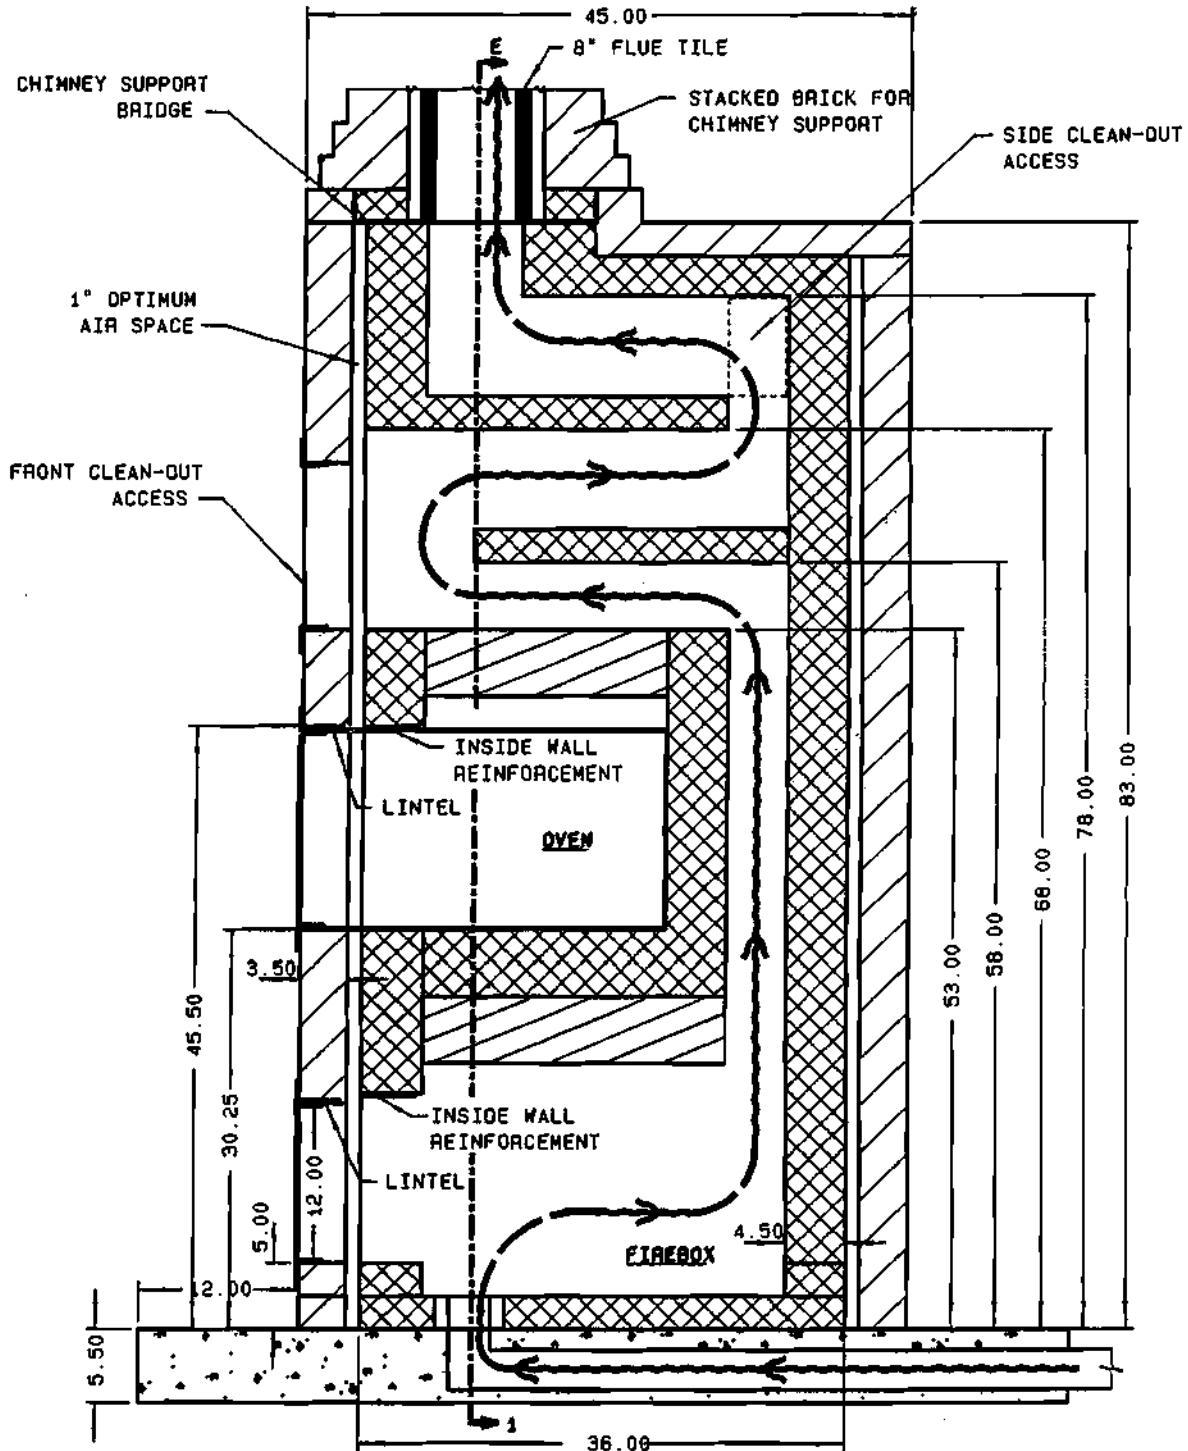 45.00
E
8" FLUE TILE
CHIMNEY SUPPORT
BRIDGE
STACKED BRICK FOR
CHIMNEY SUPPORT
SIDE CLEAN-OUT
ACCESS
1" OPTIMUM
AIR SPACE
FRONT CLEAN-OUT
ACCESS
INSIDE WALL
REINFORCEMENT
LINTEL
OVEN
3.50
45.50
30.25
53.00
58.00
68.00
78.00
83.00
INSIDE WALL
REINFORCEMENT
LINTEL
12.00
5.00
4.50
FIREBOX
12.00
5.50
1
36.00